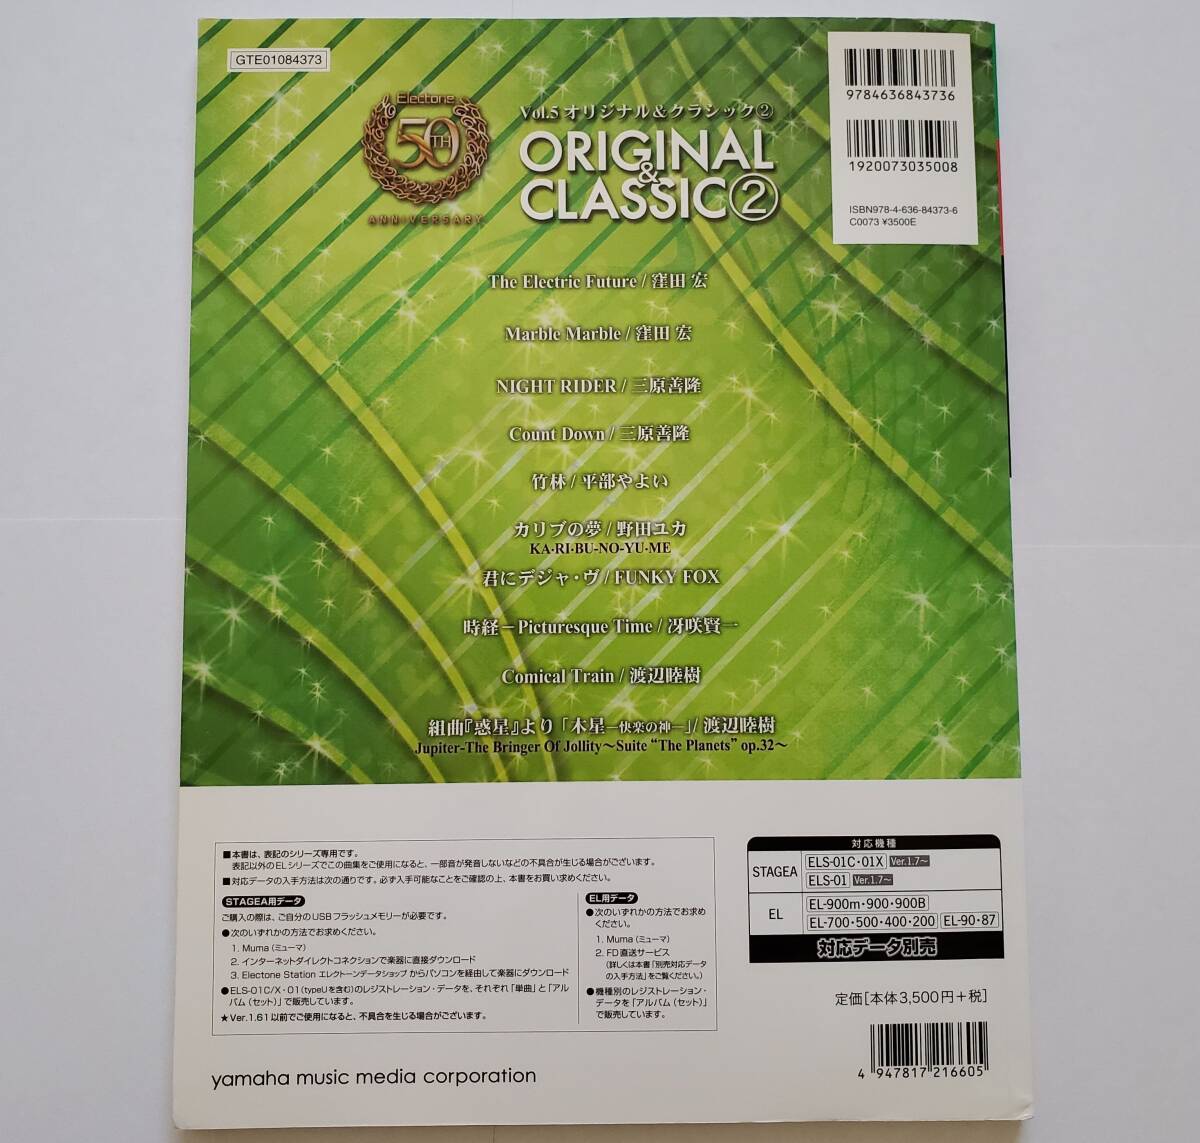 GTE01084373
Electone
50TH
ANNIVERSARY
Vol.5 オリジナル&クラシック②
ORIGINAL
&
CLASSIC②
9784636843736
1920073035008
ISBN978-4-636-84373-6
C0073 ¥3500E
The Electric Future / 窪田 宏
Marble Marble / 窪田 宏
NIGHT RIDER / 三原善隆
Count Down / 三原善隆
竹林 / 平部やよい
カリブの夢 / 野田ユカ
KA-RI-BU-NO-YU-ME
君にデジャ・ヴ / FUNKY FOX
時経－Picturesque Time / 冴咲賢一
Comical Train / 渡辺睦樹
組曲『惑星』より「木星―快楽の神―」/ 渡辺睦樹
Jupiter-The Bringer Of Jollity～Suite “The Planets” op.32～
■本書は、表記のシリーズ専用です。
表記以外のELシリーズでこの曲集をご使用になると、一部音が発音しないなどの不具合が生じる場合がございます。
■対応データの入手方法は次の通りです。必ず入手可能なことをご確認の上、本書をお買い求めください。
STAGEA用データ
ご購入の際は、ご自分のUSBフラッシュメモリーが必要です。
●次のいずれかの方法でお求めください。
1. Muma（ミューマ）
2. インターネットダイレクトコネクションで楽器に直接ダウンロード
3. Electone Station エレクトーンデータショップ からパソコンを経由して楽器にダウンロード
●ELS-01C/X・01(typeUを含む)のレジストレーション・データを、それぞれ「単曲」と「アル
バム（セット）」で販売しています。
★Ver.1.61以前でご使用になると、不具合を生じる場合がございます。
EL用データ
●次のいずれかの方法でお求め
ください。
1. Muma（ミューマ）
2. FD直送サービス
（詳しくは本書「別売対応データ
の入手方法」をご覧ください。）
●機種別のレジストレーション・
データを「アルバム（セット）」
で販売しています。
対応機種
STAGEA
ELS-01C・01X Ver.1.7～
ELS-01 Ver.1.7～
EL
EL-900m・900・900B
EL-700・500・400・200 EL-90・87
対応データ別売
定価[本体3,500円＋税]
4 947817 216605
yamaha music media corporation